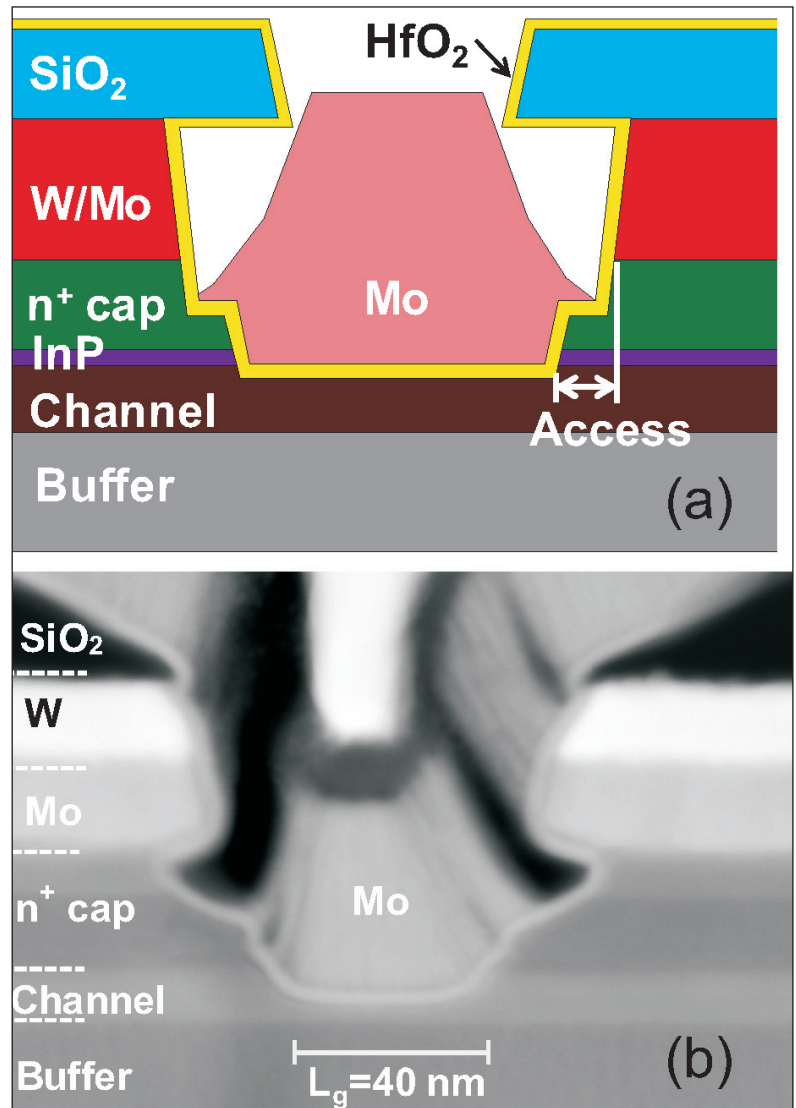 HfO₂
SiO₂
W/Mo
n⁺ cap
Mo
InP
Channel
Access
Buffer
(a)
SiO₂
W
Mo
n⁺ cap
Mo
Channel
Buffer
L_g=40 nm
(b)